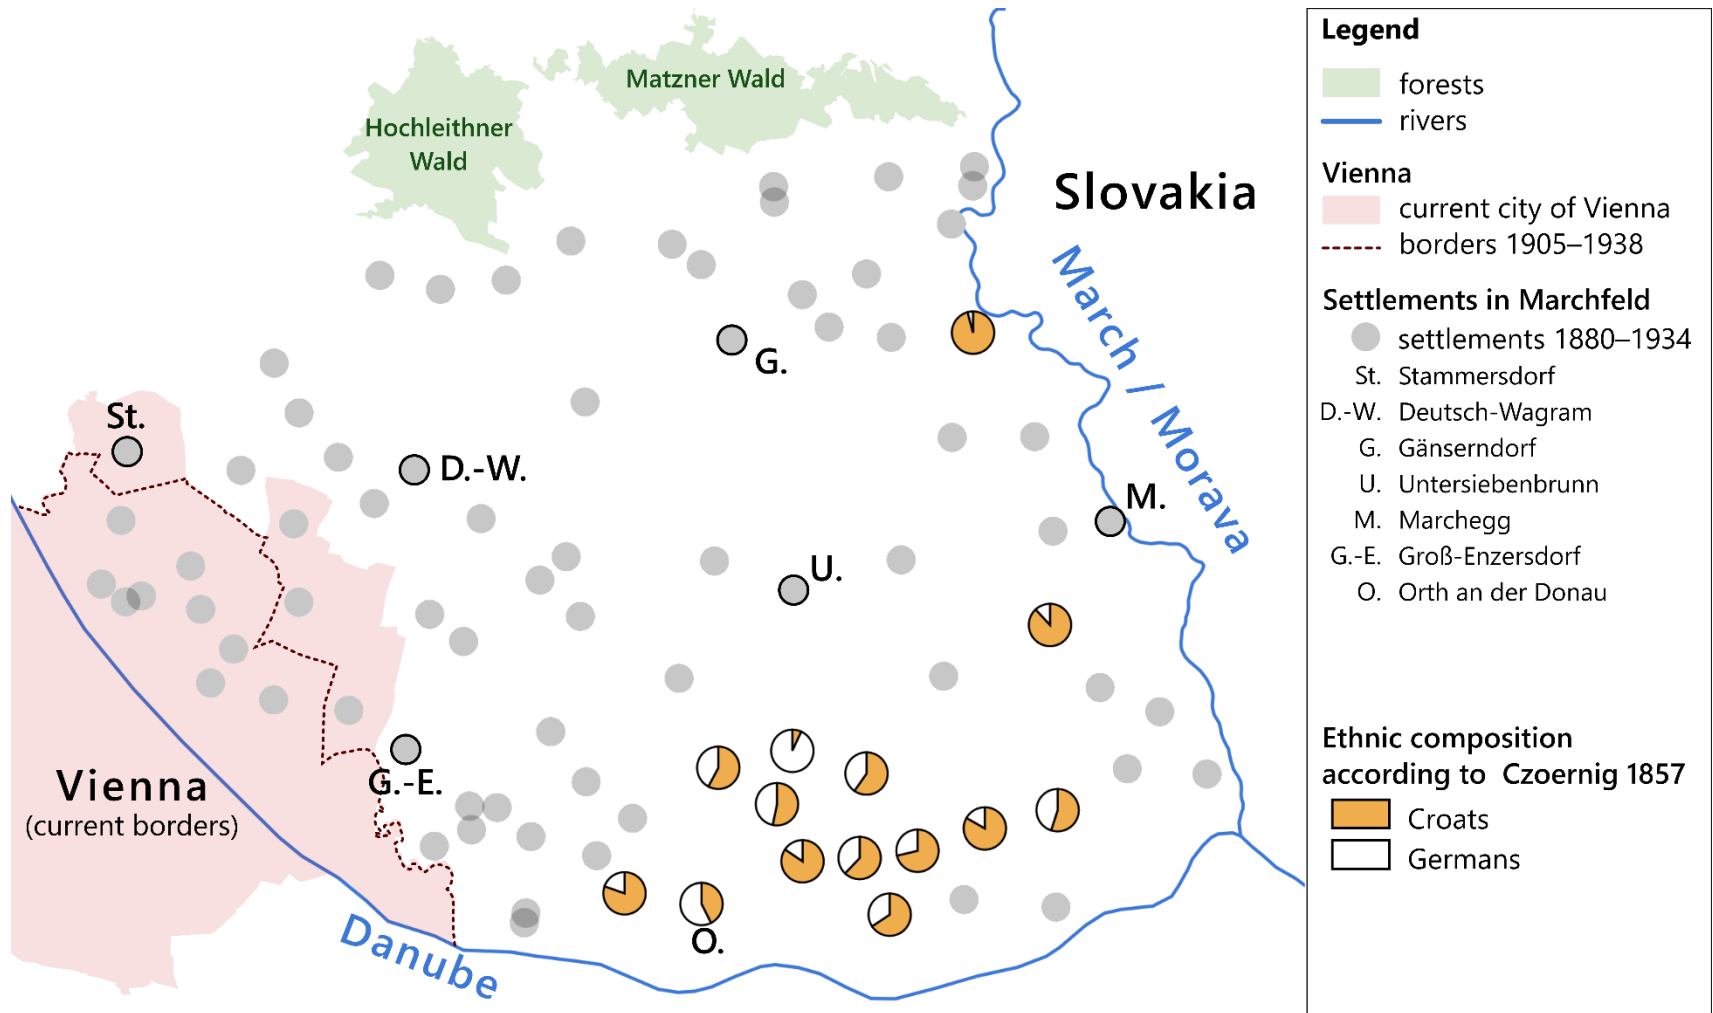 Hochleithner
Wald
Matzner Wald
Slovakia
March / Morava
G.
St.
D.-W.
M.
U.
G.-E.
Vienna
(current borders)
O.
Danube
Legend
forests
rivers
Vienna
current city of Vienna
borders 1905–1938
Settlements in Marchfeld
settlements 1880–1934
St. Stammersdorf
D.-W. Deutsch-Wagram
G. Gänserndorf
U. Untersiebenbrunn
M. Marchegg
G.-E. Groß-Enzersdorf
O. Orth an der Donau
Ethnic composition
according to Czoernig 1857
Croats
Germans